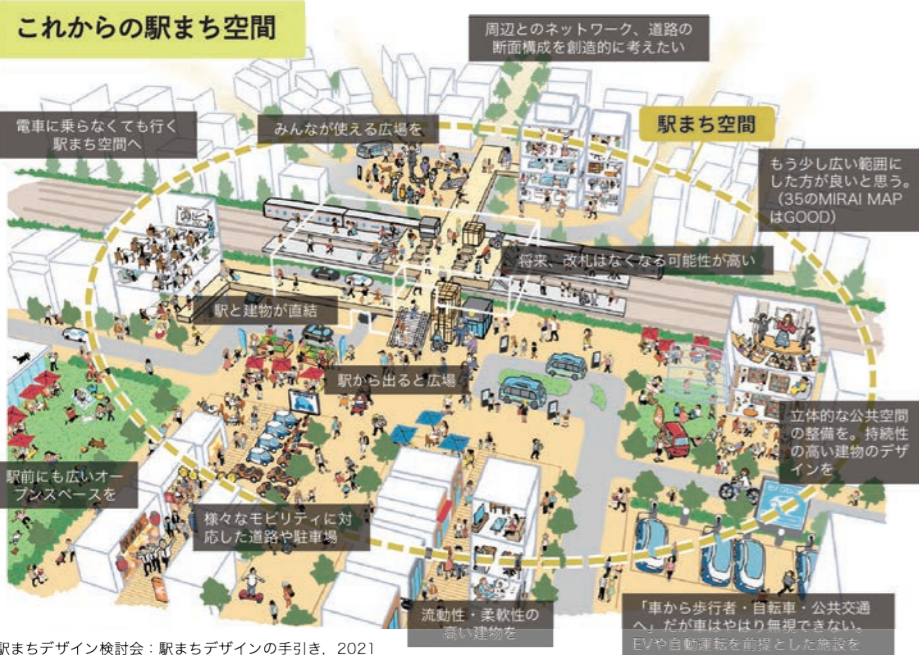 これからの駅まち空間
周辺とのネットワーク、道路の
断面構成を創造的に考えたい
電車に乗らなくても行く
駅まち空間へ
みんなが使える広場を
駅まち空間
もう少し広い範囲に
した方が良いと思う。
（35のMIRAI MAP
はGOOD）
将来、改札はなくなる可能性が高い
駅と建物が直結
駅から出ると広場
立体的な公共空間
の整備を。持続性
の高い建物のデザ
インを
駅前にも広いオー
プンスペースを
様々なモビリティに対
応した道路や駐車場
流動性・柔軟性の
高い建物を
「車から歩行者・自転車・公共交通
へ」だが車はやはり無視できない。
EVや自動運転を前提とした施設を
駅まちデザイン検討会：駅まちデザインの手引き，2021